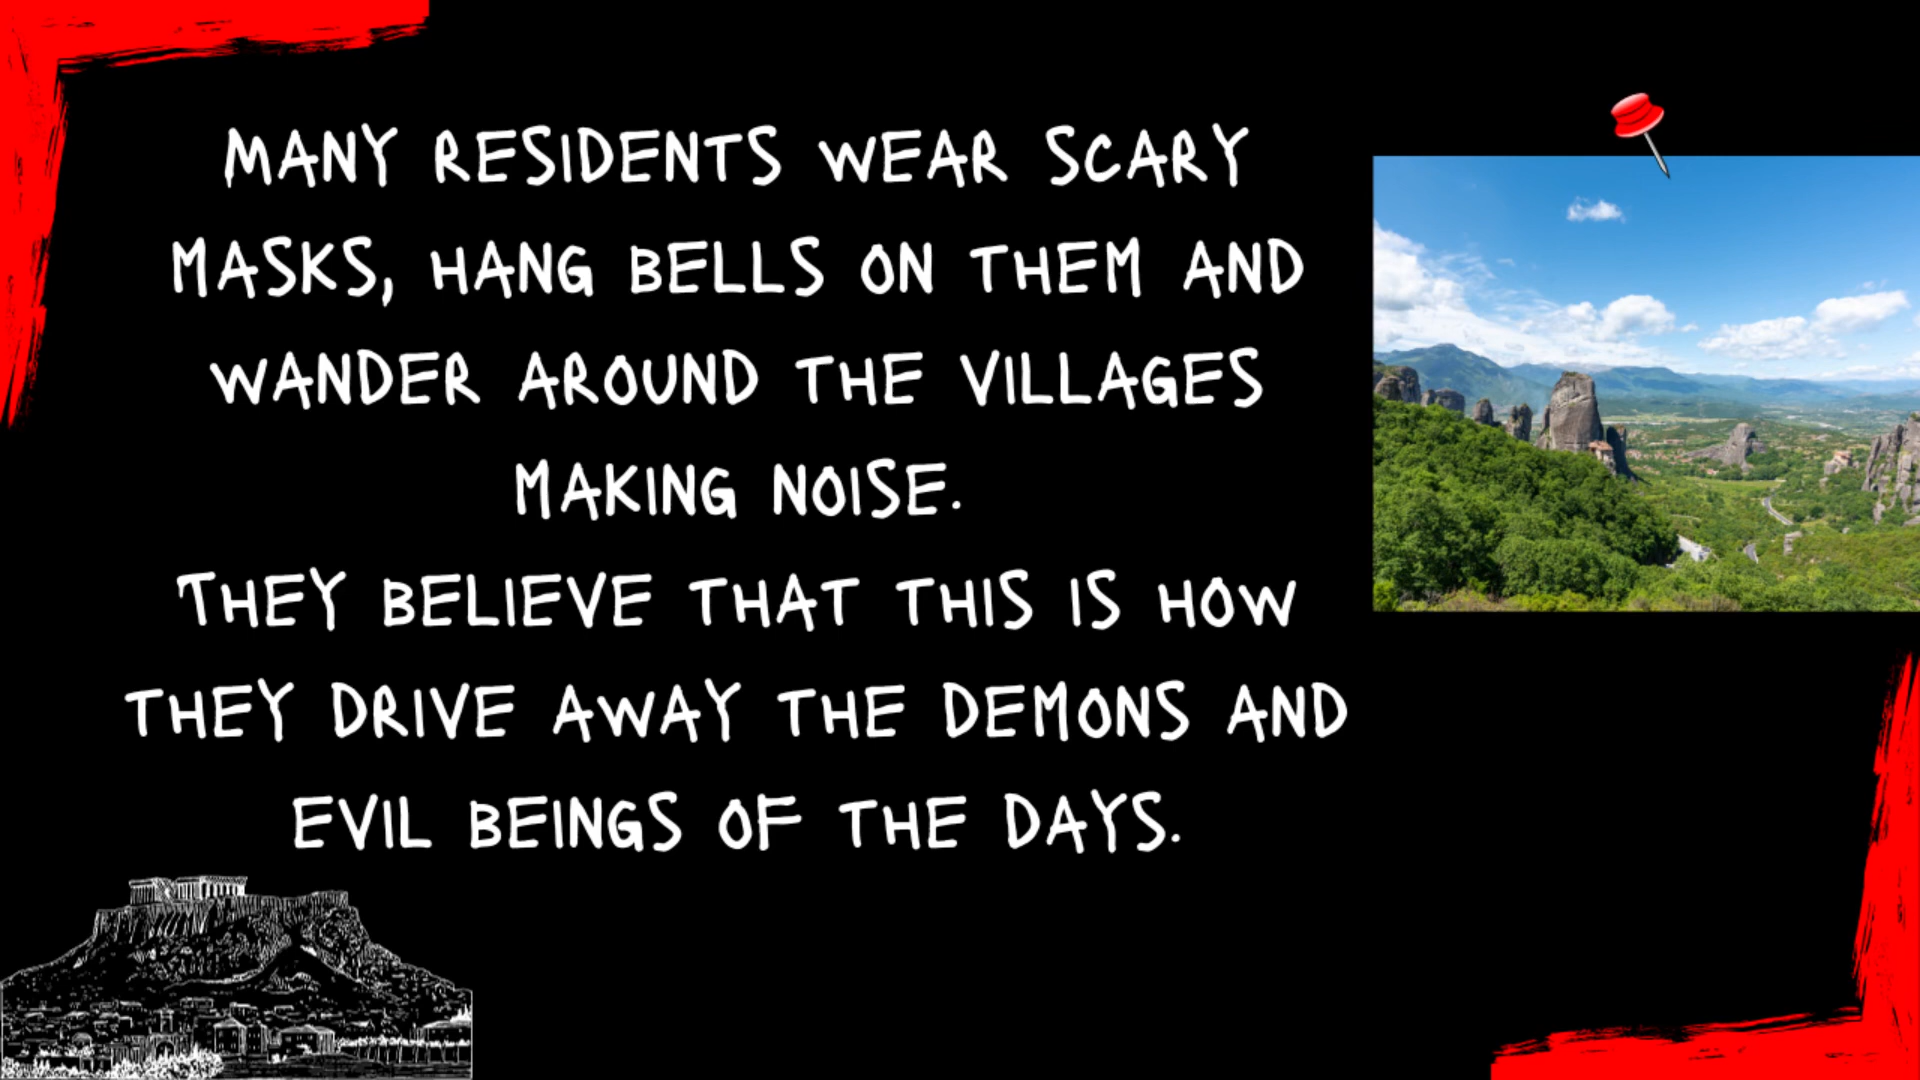 MANY RESIDENTS WEAR SCARY
MASKS, HANG BELLS ON THEM AND
WANDER AROUND THE VILLAGES
MAKING NOISE.
THEY BELIEVE THAT THIS IS HOW
THEY DRIVE AWAY THE DEMONS AND
EVIL BEINGS OF THE DAYS.